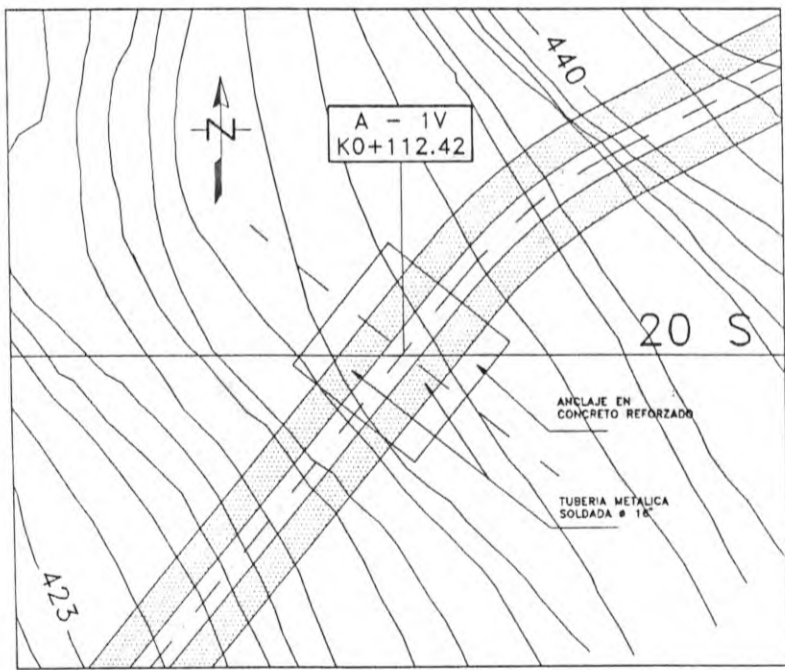 440
N
A - 1V
K0+112.42
20 S
ANCLAJE EN
CONCRETO REFORZADO
TUBERIA METALICA
SOLDADA ø 16"
423